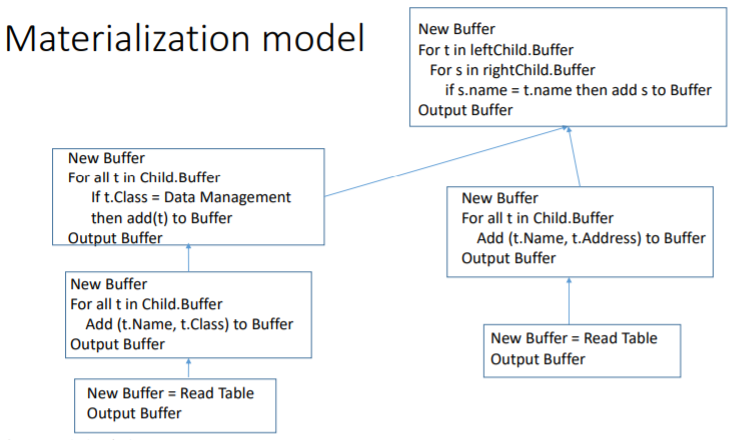 Materialization model
New Buffer
For t in leftChild.Buffer
For s in rightChild.Buffer
if s.name = t.name then add s to Buffer
Output Buffer
New Buffer
For all t in Child.Buffer
If t.Class = Data Management
then add(t) to Buffer
Output Buffer
New Buffer
For all t in Child.Buffer
Add (t.Name, t.Address) to Buffer
Output Buffer
New Buffer
For all t in Child.Buffer
Add (t.Name, t.Class) to Buffer
Output Buffer
New Buffer = Read Table
Output Buffer
New Buffer = Read Table
Output Buffer